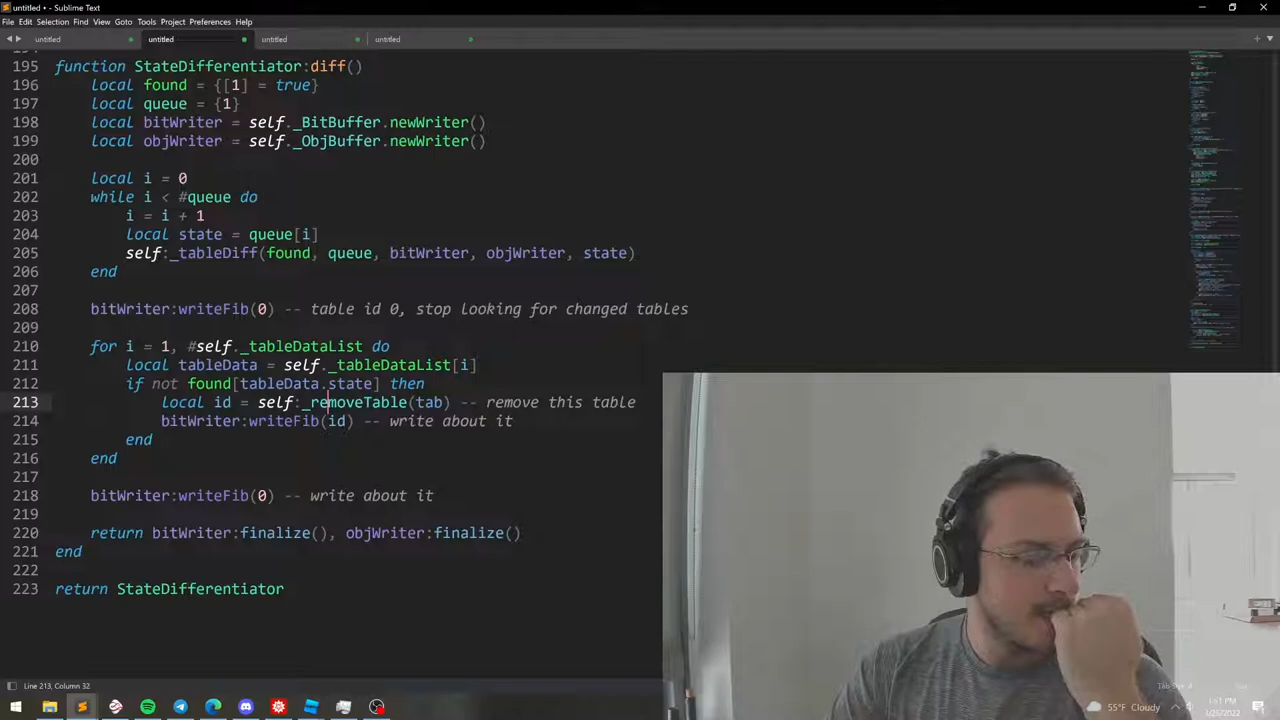 untitled • - Sublime Text
File Edit Selection Find View Goto Tools Project Preferences Help
untitled untitled untitled untitled
195 function StateDifferentiator:diff()
196 local found = {[1] = true}
197 local queue = {1}
198 local bitWriter = self._BitBuffer.newWriter()
199 local objWriter = self._ObjBuffer.newWriter()
200
201 local i = 0
202 while i < #queue do
203 i = i + 1
204 local state = queue[i]
205 self:_tableDiff(found, queue, bitWriter, orjWriter, state)
206 end
207
208 bitWriter:writeFib(0) -- table id 0, stop looking for changed tables
209
210 for i = 1, #self._tableDataList do
211 local tableData = self._tableDataList[i]
212 if not found[tableData.state] then
213 local id = self:_removeTable(tab) -- remove this table
214 bitWriter:writeFib(id) -- write about it
215 end
216 end
217
218 bitWriter:writeFib(0) -- write about it
219
220 return bitWriter:finalize(), objWriter:finalize()
221 end
222
223 return StateDifferentiator
Line 213, Column 32
55°F Cloudy